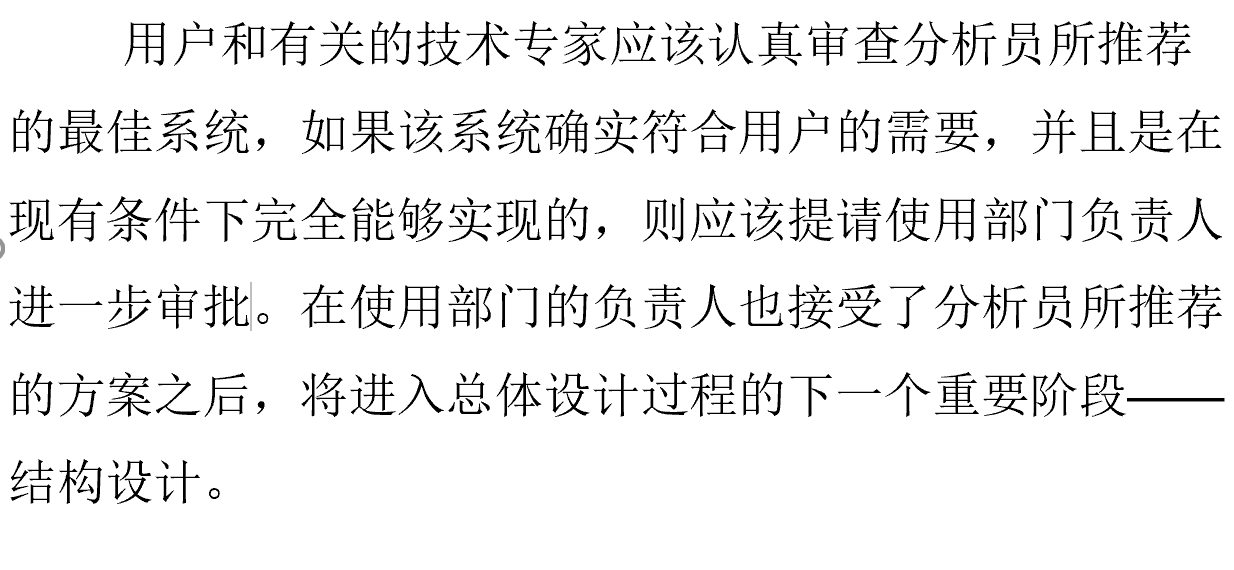 用户和有关的技术专家应该认真审查分析员所推荐
的最佳系统，如果该系统确实符合用户的需要，并且是在
现有条件下完全能够实现的，则应该提请使用部门负责人
进一步审批。在使用部门的负责人也接受了分析员所推荐
的方案之后，将进入总体设计过程的下一个重要阶段——
结构设计。